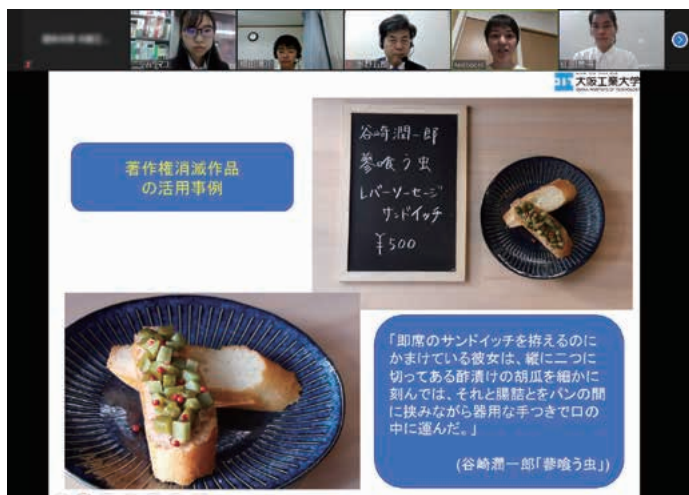 大阪工業大学
著作権消滅作品
の活用事例
谷崎潤一郎
蓼喰う虫
レバーソーセージ
サンドイッチ
¥500
「即席のサンドイッチを拵えるのに
かまけている彼女は、縦に二つに
切ってある酢漬けの胡瓜を細かに
刻んでは、それと腸詰とをパンの間
に挟みながら器用な手つきで口の
中に運んだ。」
(谷崎潤一郎「蓼喰う虫」)